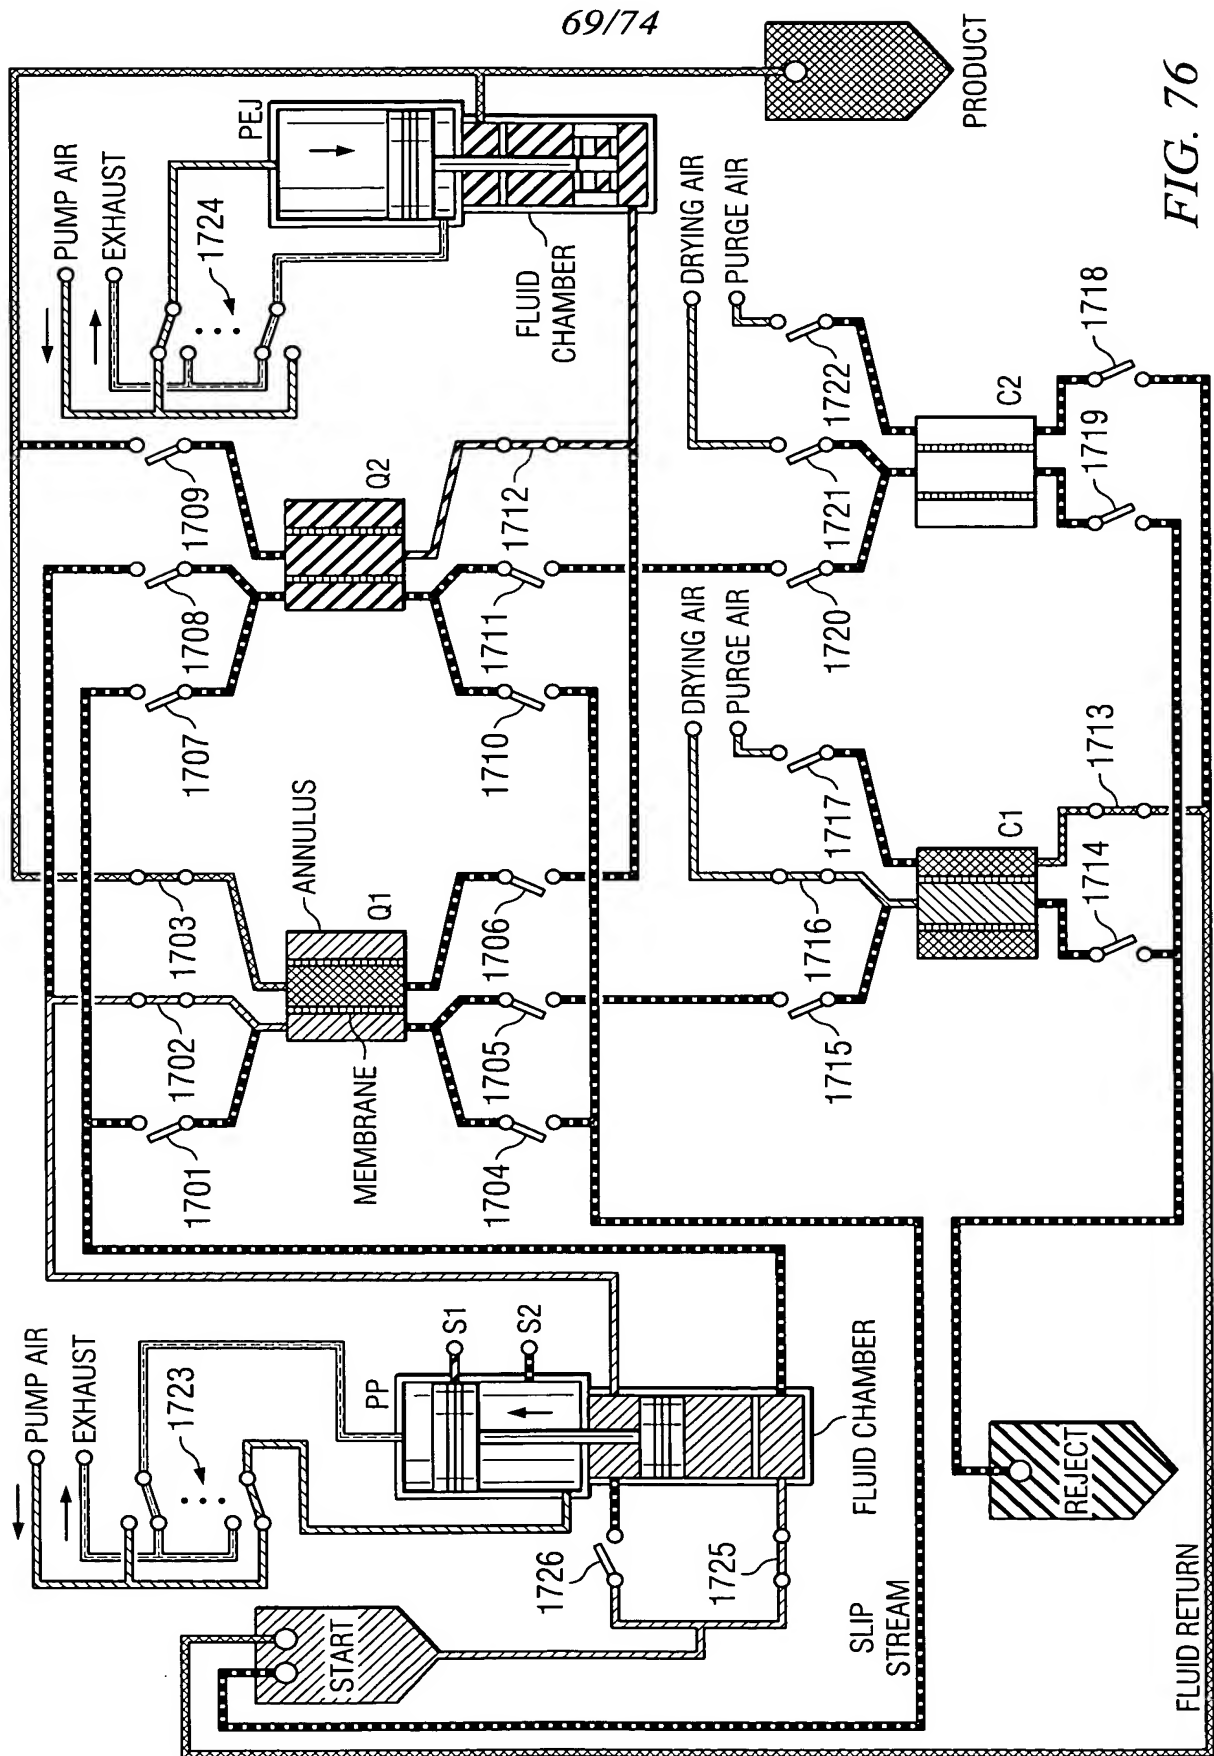 69/74
PUMP AIR
EXHAUST
1723
PP
S1
S2
START
1726
1725
FLUID CHAMBER
SLIP
STREAM
REJECT
FLUID RETURN
1701
1702
1703
ANNULUS
Q1
MEMBRANE
1704
1705
1706
1707
1708
1709
Q2
1710
1711
1712
PUMP AIR
EXHAUST
1724
PEJ
FLUID
CHAMBER
PRODUCT
DRYING AIR
PURGE AIR
1715
1716
1717
C1
1714
1713
DRYING AIR
PURGE AIR
1720
1721
1722
C2
1719
1718
FIG. 76